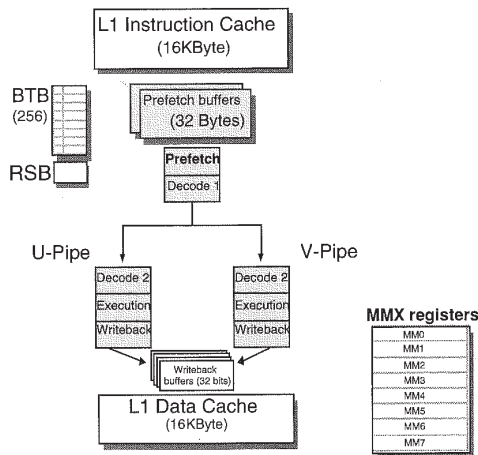 L1 Instruction Cache
(16KByte)
BTB
(256)
Prefetch buffers
(32 Bytes)
RSB
Prefetch
Decode 1
U-Pipe
V-Pipe
Decode 2
Execution
Writeback
Decode 2
Execution
Writeback
Writeback
buffers (32 bits)
L1 Data Cache
(16KByte)
MMX registers
MM0
MM1
MM2
MM3
MM4
MM5
MM6
MM7